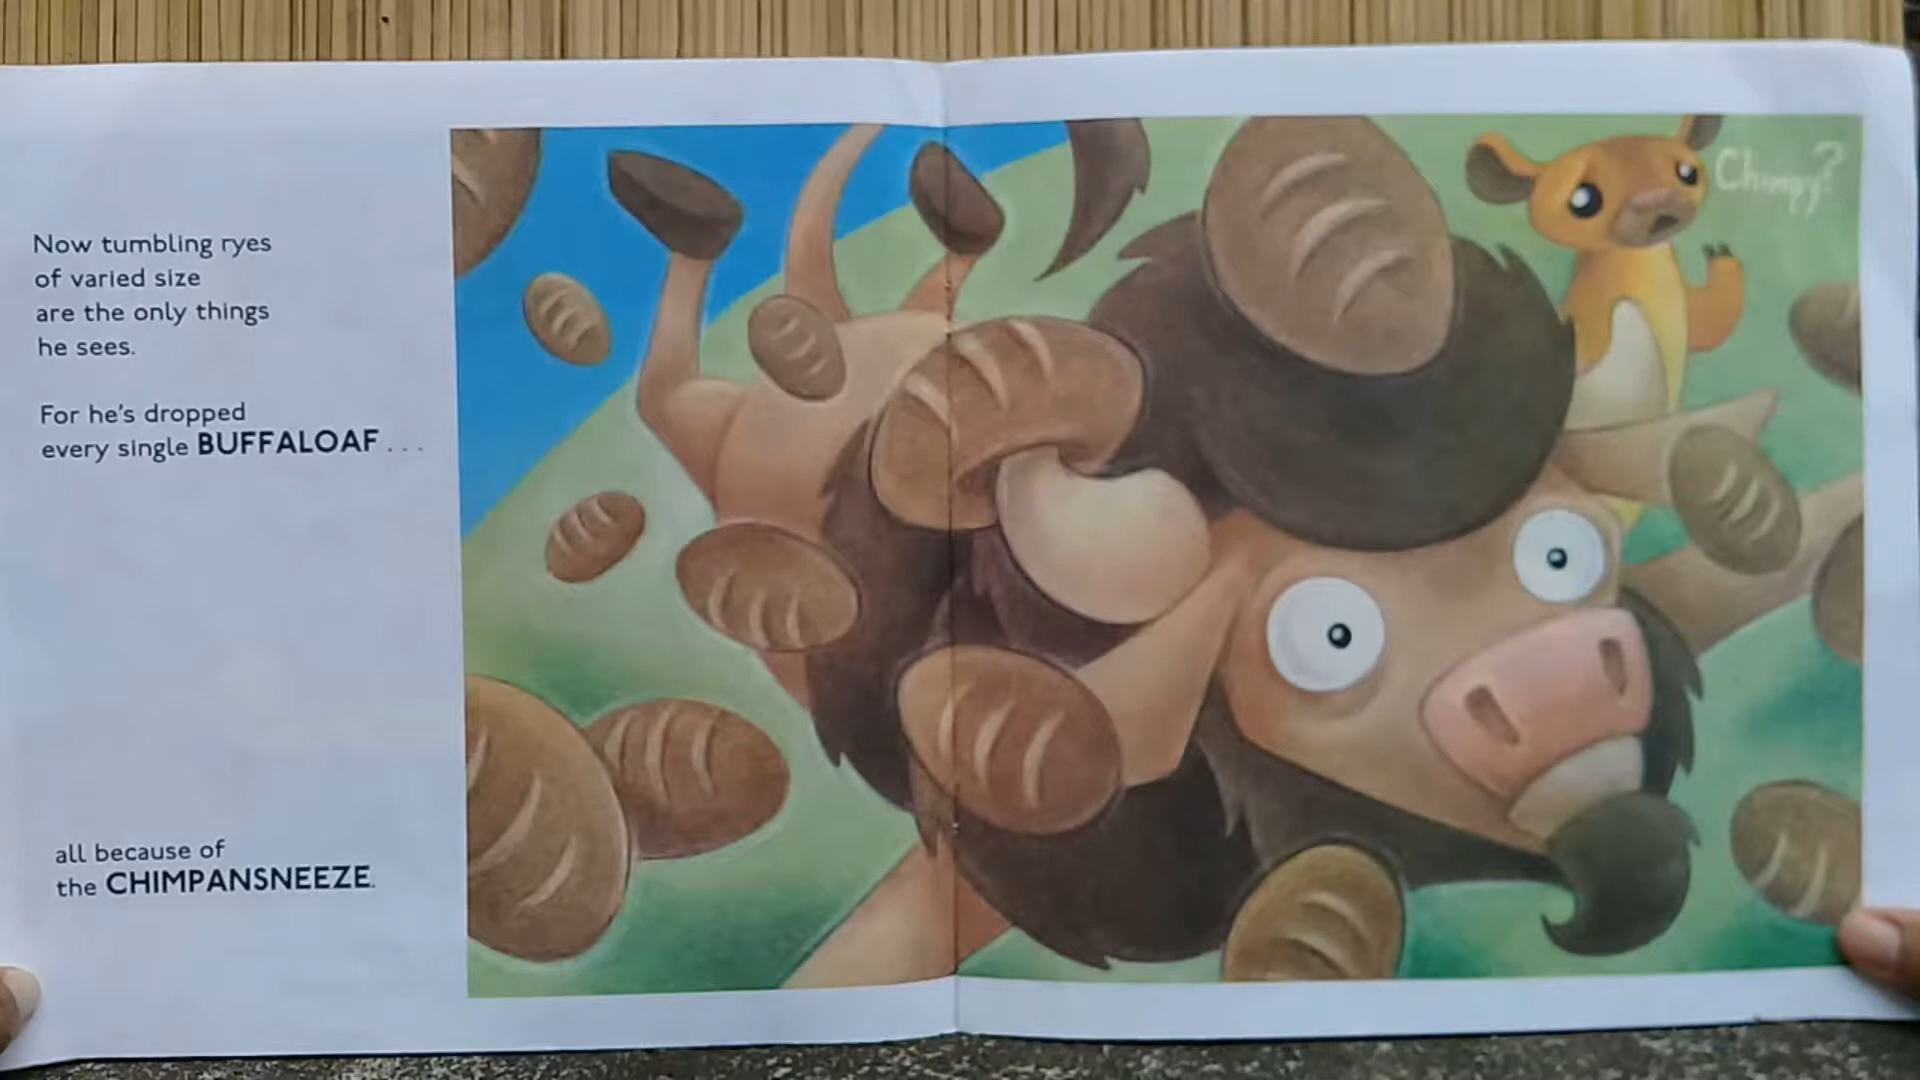 Now tumbling ryes
of varied size
are the only things
he sees.
For he's dropped
every single BUFFALOAF . . .
all because of
the CHIMPANSNEEZE.
Chimpy?